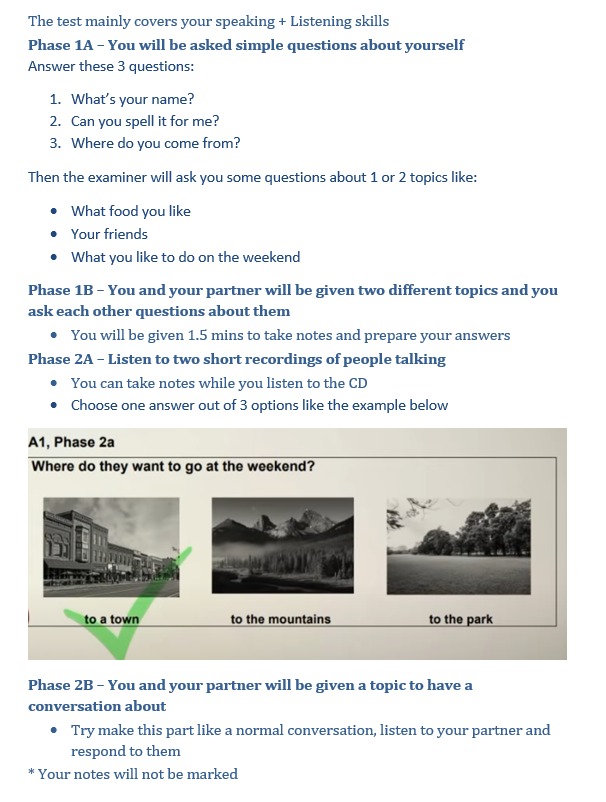 The test mainly covers your speaking + Listening skills
Phase 1A – You will be asked simple questions about yourself
Answer these 3 questions:
1. What's your name?
2. Can you spell it for me?
3. Where do you come from?
Then the examiner will ask you some questions about 1 or 2 topics like:
• What food you like
• Your friends
• What you like to do on the weekend
Phase 1B – You and your partner will be given two different topics and you
ask each other questions about them
• You will be given 1.5 mins to take notes and prepare your answers
Phase 2A – Listen to two short recordings of people talking
• You can take notes while you listen to the CD
• Choose one answer out of 3 options like the example below
A1, Phase 2a
Where do they want to go at the weekend?
to a town
to the mountains
to the park
Phase 2B – You and your partner will be given a topic to have a
conversation about
• Try make this part like a normal conversation, listen to your partner and
respond to them
* Your notes will not be marked